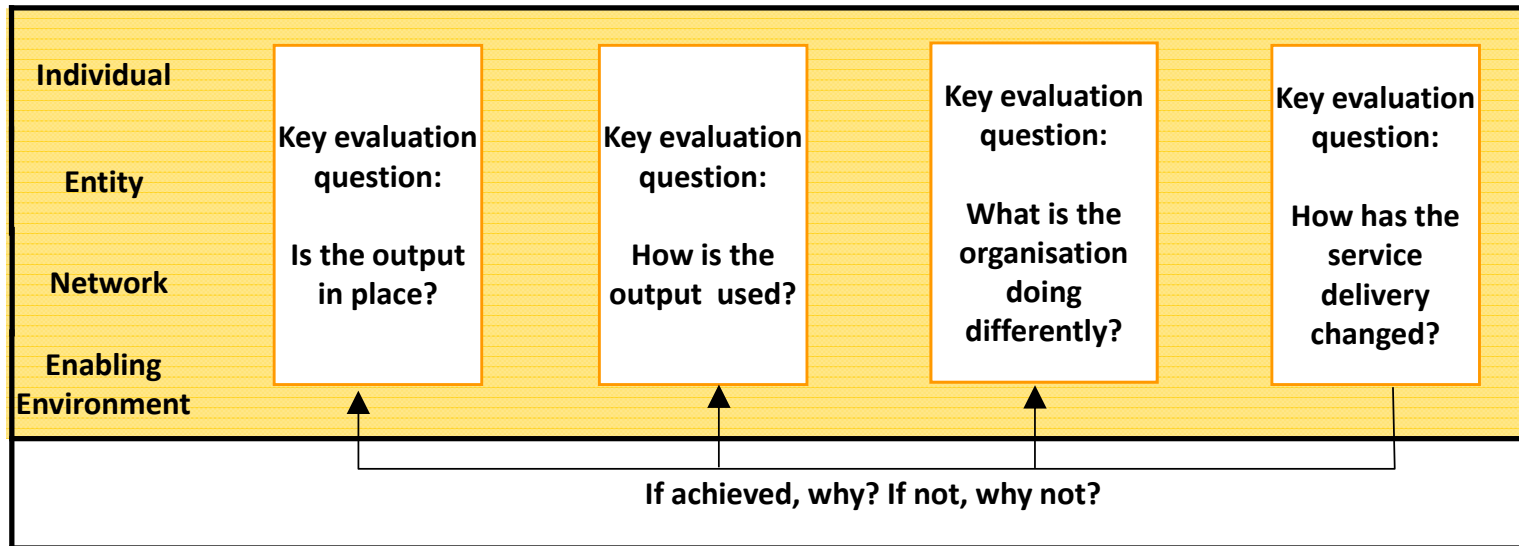 Individual
Entity
Network
Enabling
Environment
Key evaluation
question:
Is the output
in place?
Key evaluation
question:
How is the
output used?
Key evaluation
question:
What is the
organisation
doing
differently?
Key evaluation
question:
How has the
service
delivery
changed?
If achieved, why? If not, why not?